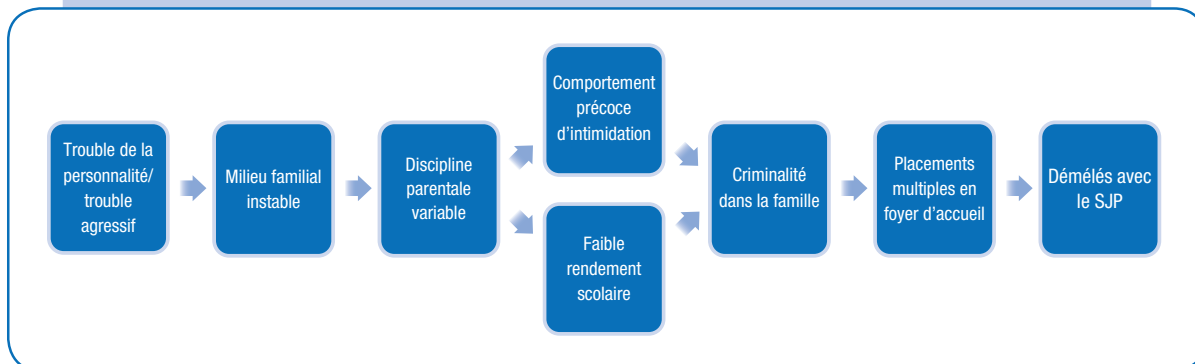 Trouble de la
personnalité/
trouble
agressif
Milieu familial
instable
Discipline
parentale
variable
Comportement
précoce
d'intimidation
Faible
rendement
scolaire
Criminalité
dans la famille
Placements
multiples en
foyer d'accueil
Démélés avec
le SJP